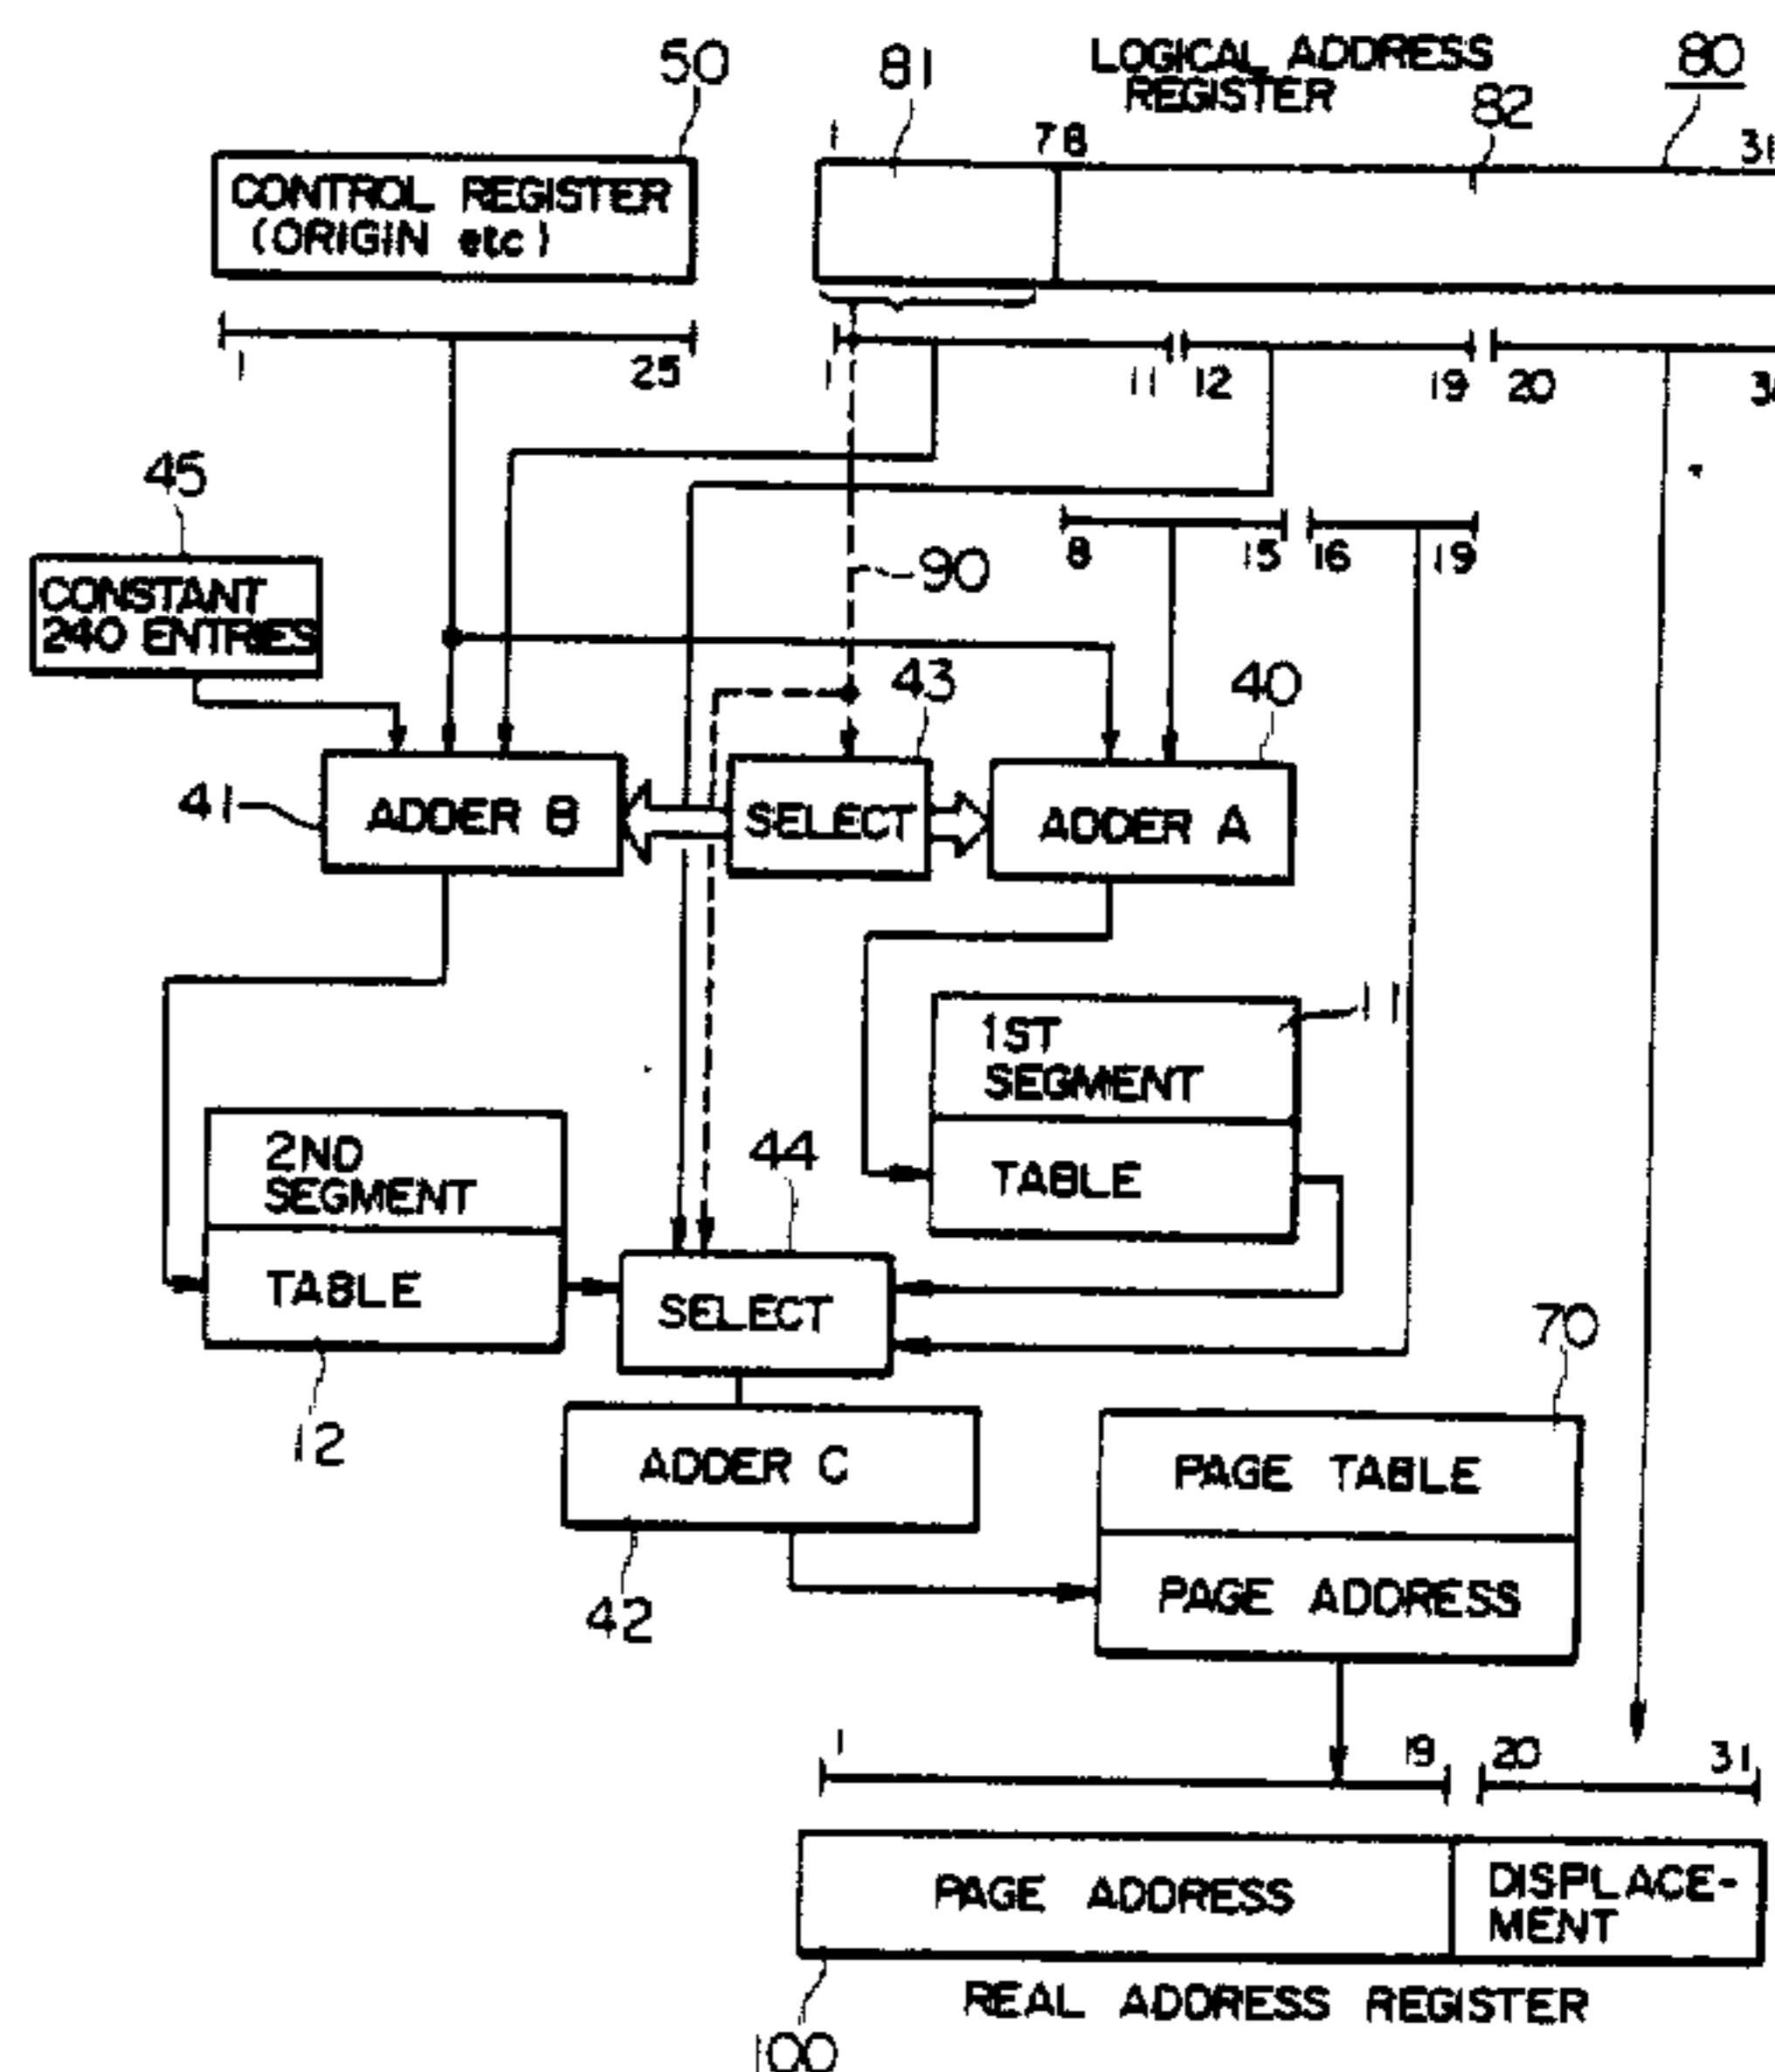 50
81
LOGICAL ADDRESS
REGISTER
80
82
1
7 8
31
CONTROL REGISTER
(ORIGIN etc)
1
25
1
11
12
19
20
45
8
15
16
19
90
CONSTANT
240 ENTRIES
43
40
41
ADDER B
SELECT
ADDER A
11
1ST
SEGMENT
TABLE
2ND
SEGMENT
TABLE
44
SELECT
12
70
ADDER C
PAGE TABLE
PAGE ADDRESS
42
1
19
20
31
PAGE ADDRESS
DISPLACE-
MENT
REAL ADDRESS REGISTER
100